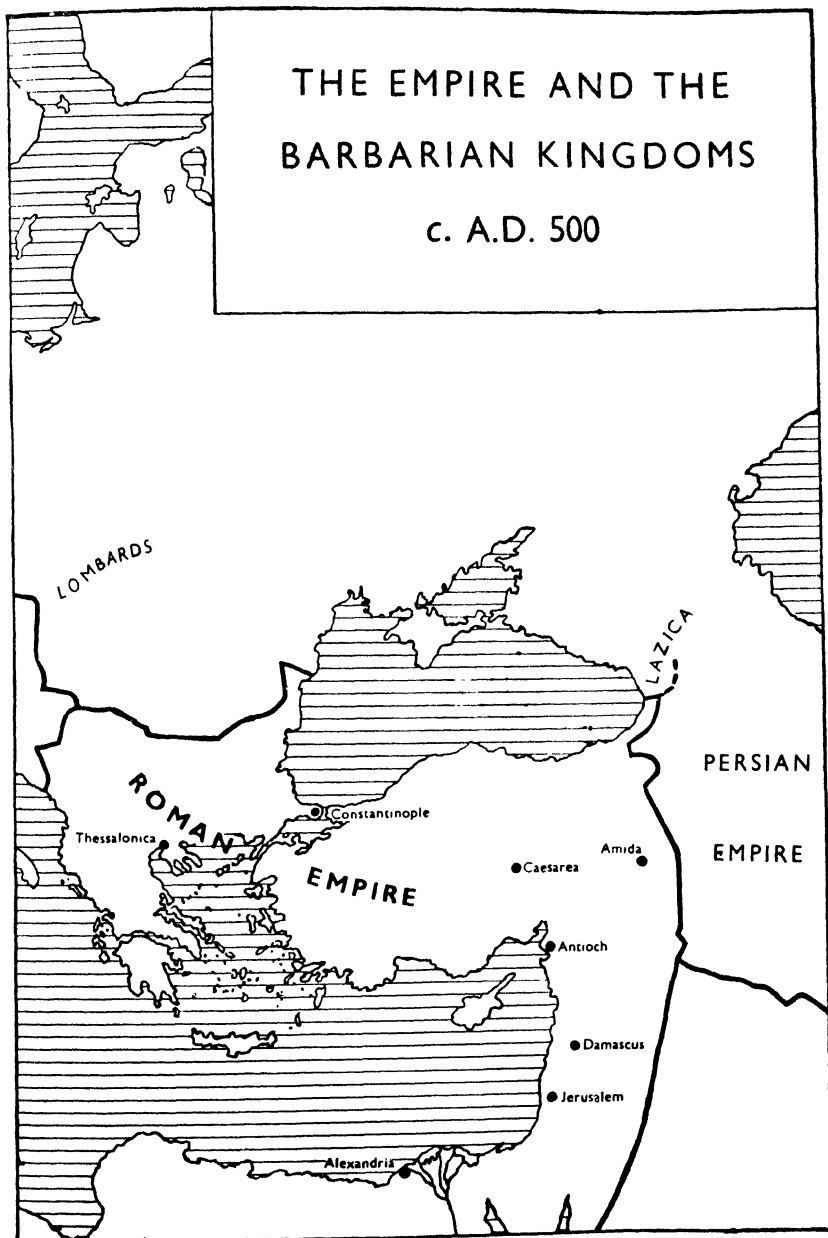 THE EMPIRE AND THE
BARBARIAN KINGDOMS
c. A.D. 500
LOMBARDS
LAZICA
PERSIAN
EMPIRE
ROMAN
EMPIRE
Constantinople
Thessalonica
Amida
Caesarea
Antioch
Damascus
Jerusalem
Alexandria